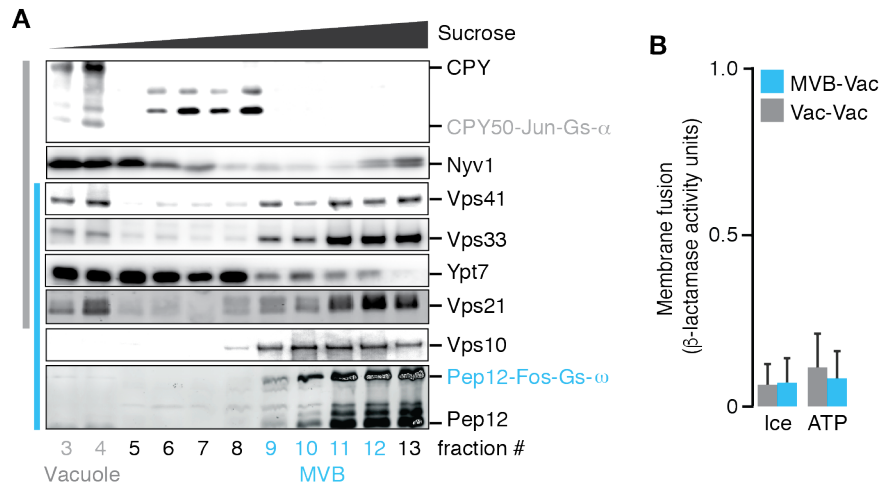 A
Sucrose
CPY
CPY50-Jun-Gs-α
Nyv1
Vps41
Vps33
Ypt7
Vps21
Vps10
Pep12-Fos-Gs-ω
Pep12
3 4 5 6 7 8 9 10 11 12 13 fraction #
Vacuole MVB
B
Membrane fusion
(β-lactamase activity units)
1.0
0.5
0
MVB-Vac
Vac-Vac
Ice ATP